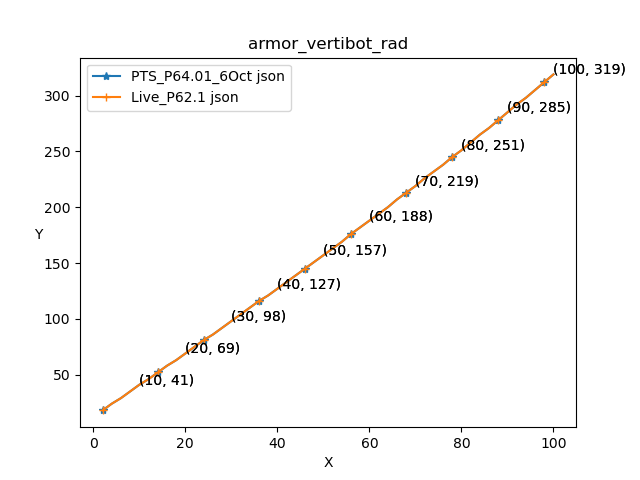 armor_vertibot_rad
PTS_P64.01_6Oct json
Live_P62.1 json
(100, 319)
(90, 285)
(80, 251)
(70, 219)
(60, 188)
(50, 157)
(40, 127)
(30, 98)
(20, 69)
(10, 41)
300
250
200
150
100
50
Y
0 20 40 60 80 100
X